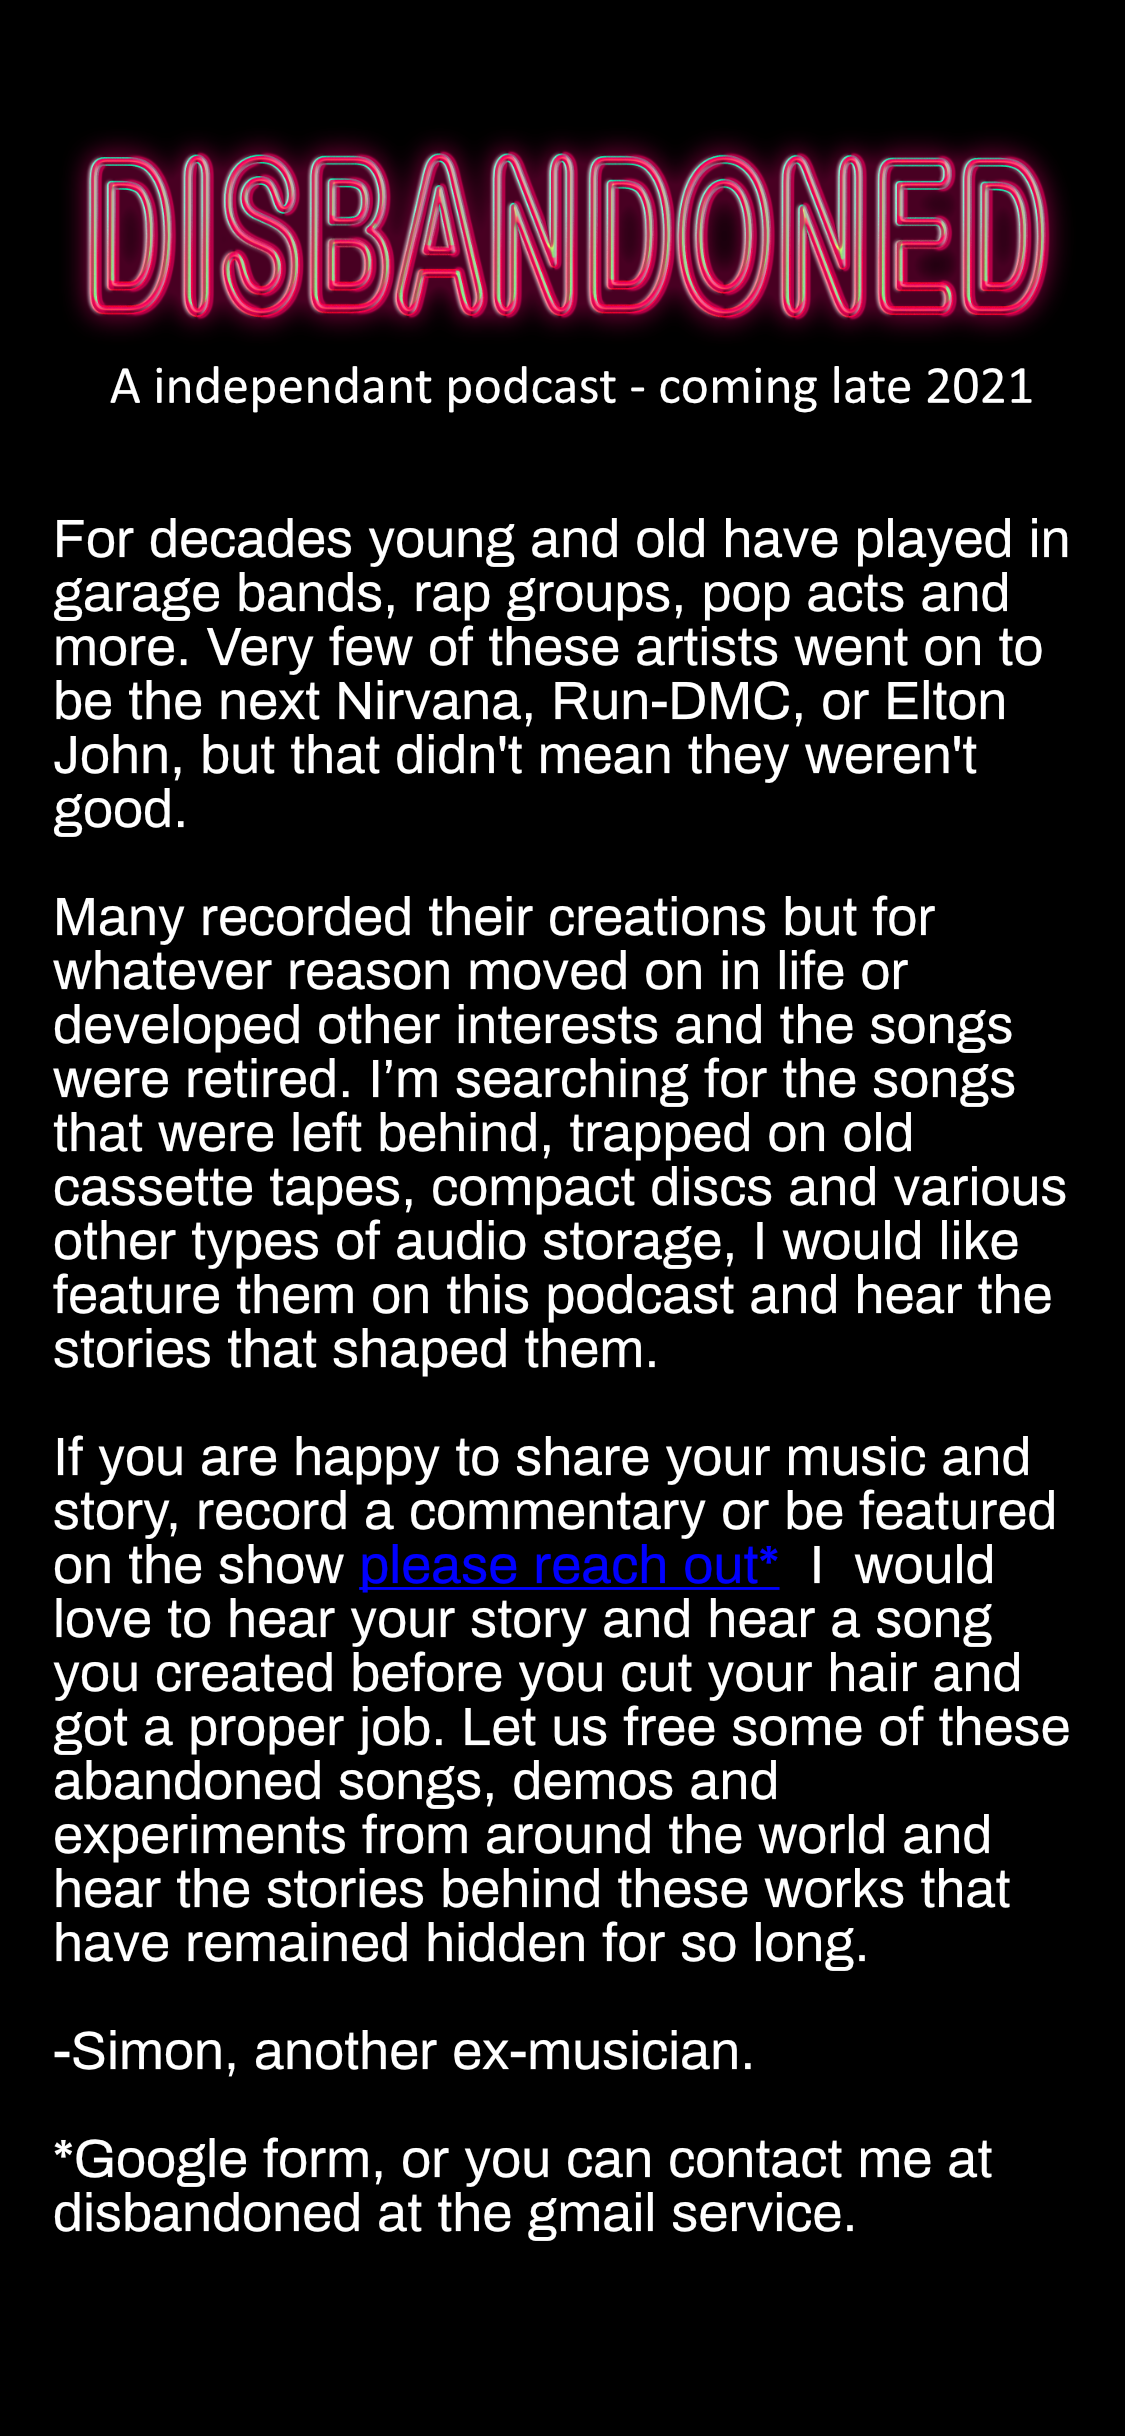 DISBANDONED
A independant podcast - coming late 2021
For decades young and old have played in
garage bands, rap groups, pop acts and
more. Very few of these artists went on to
be the next Nirvana, Run-DMC, or Elton
John, but that didn't mean they weren't
good.
Many recorded their creations but for
whatever reason moved on in life or
developed other interests and the songs
were retired. I’m searching for the songs
that were left behind, trapped on old
cassette tapes, compact discs and various
other types of audio storage, I would like
feature them on this podcast and hear the
stories that shaped them.
If you are happy to share your music and
story, record a commentary or be featured
on the show please reach out*  I  would
love to hear your story and hear a song
you created before you cut your hair and
got a proper job. Let us free some of these
abandoned songs, demos and
experiments from around the world and
hear the stories behind these works that
have remained hidden for so long.
-Simon, another ex-musician.
*Google form, or you can contact me at
disbandoned at the gmail service.